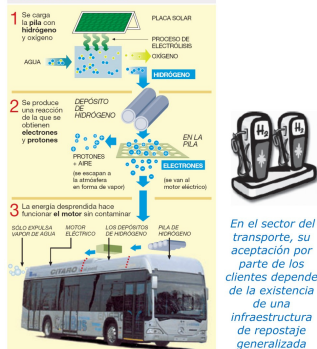 1 Se carga
la pila con
hidrógeno
y oxígeno
PLACA SOLAR
PROCESO DE
ELECTRÓLISIS
AGUA
OXÍGENO
HIDRÓGENO
2 Se produce
una reacción
de la que se
obtienen
electrones
y protones
DEPÓSITO
DE
HIDRÓGENO
EN LA
PILA
PROTONES
+ AIRE
(se escapan a
la atmósfera
en forma de vapor)
ELECTRONES
(se van al
motor eléctrico)
3 La energía desprendida hace
funcionar el motor sin contaminar
SÓLO EXPULSA
VAPOR DE AGUA
MOTOR
ELÉCTRICO
LOS DEPÓSITOS
DE HIDRÓGENO
PILA DE
HIDRÓGENO
CITARO
H₂
H₂
En el sector del
transporte, su
aceptación por
parte de los
clientes depende
de la existencia
de una
infraestructura
de repostaje
generalizada